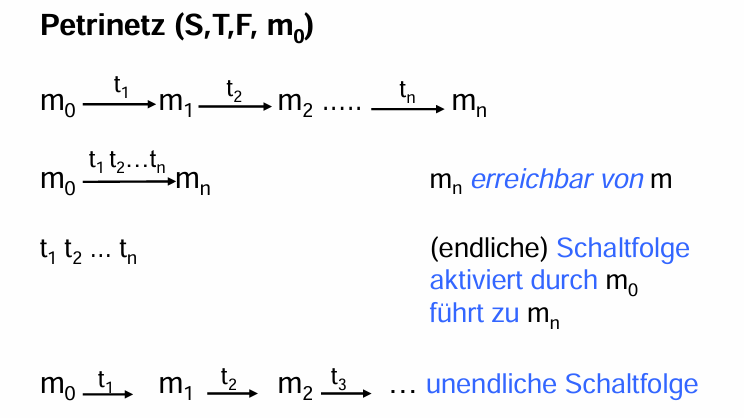 Petrinetz (S,T,F, m₀)
m₀ —t₁→ m₁ —t₂→ m₂ ..... —tₙ→ mₙ
m₀ —t₁ t₂…tₙ→ mₙ mₙ erreichbar von m
t₁ t₂ ... tₙ (endliche) Schaltfolge
aktiviert durch m₀
führt zu mₙ
m₀ —t₁→ m₁ —t₂→ m₂ —t₃→ … unendliche Schaltfolge